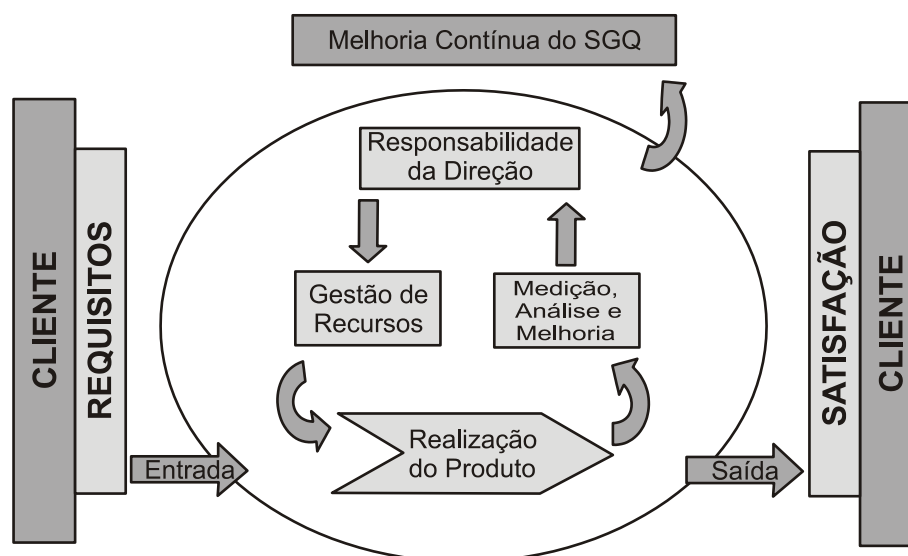 Melhoria Contínua do SGQ
CLIENTE
REQUISITOS
Responsabilidade
da Direção
Gestão de
Recursos
Medição,
Análise e
Melhoria
Realização
do Produto
Entrada
Saída
SATISFAÇÃO
CLIENTE